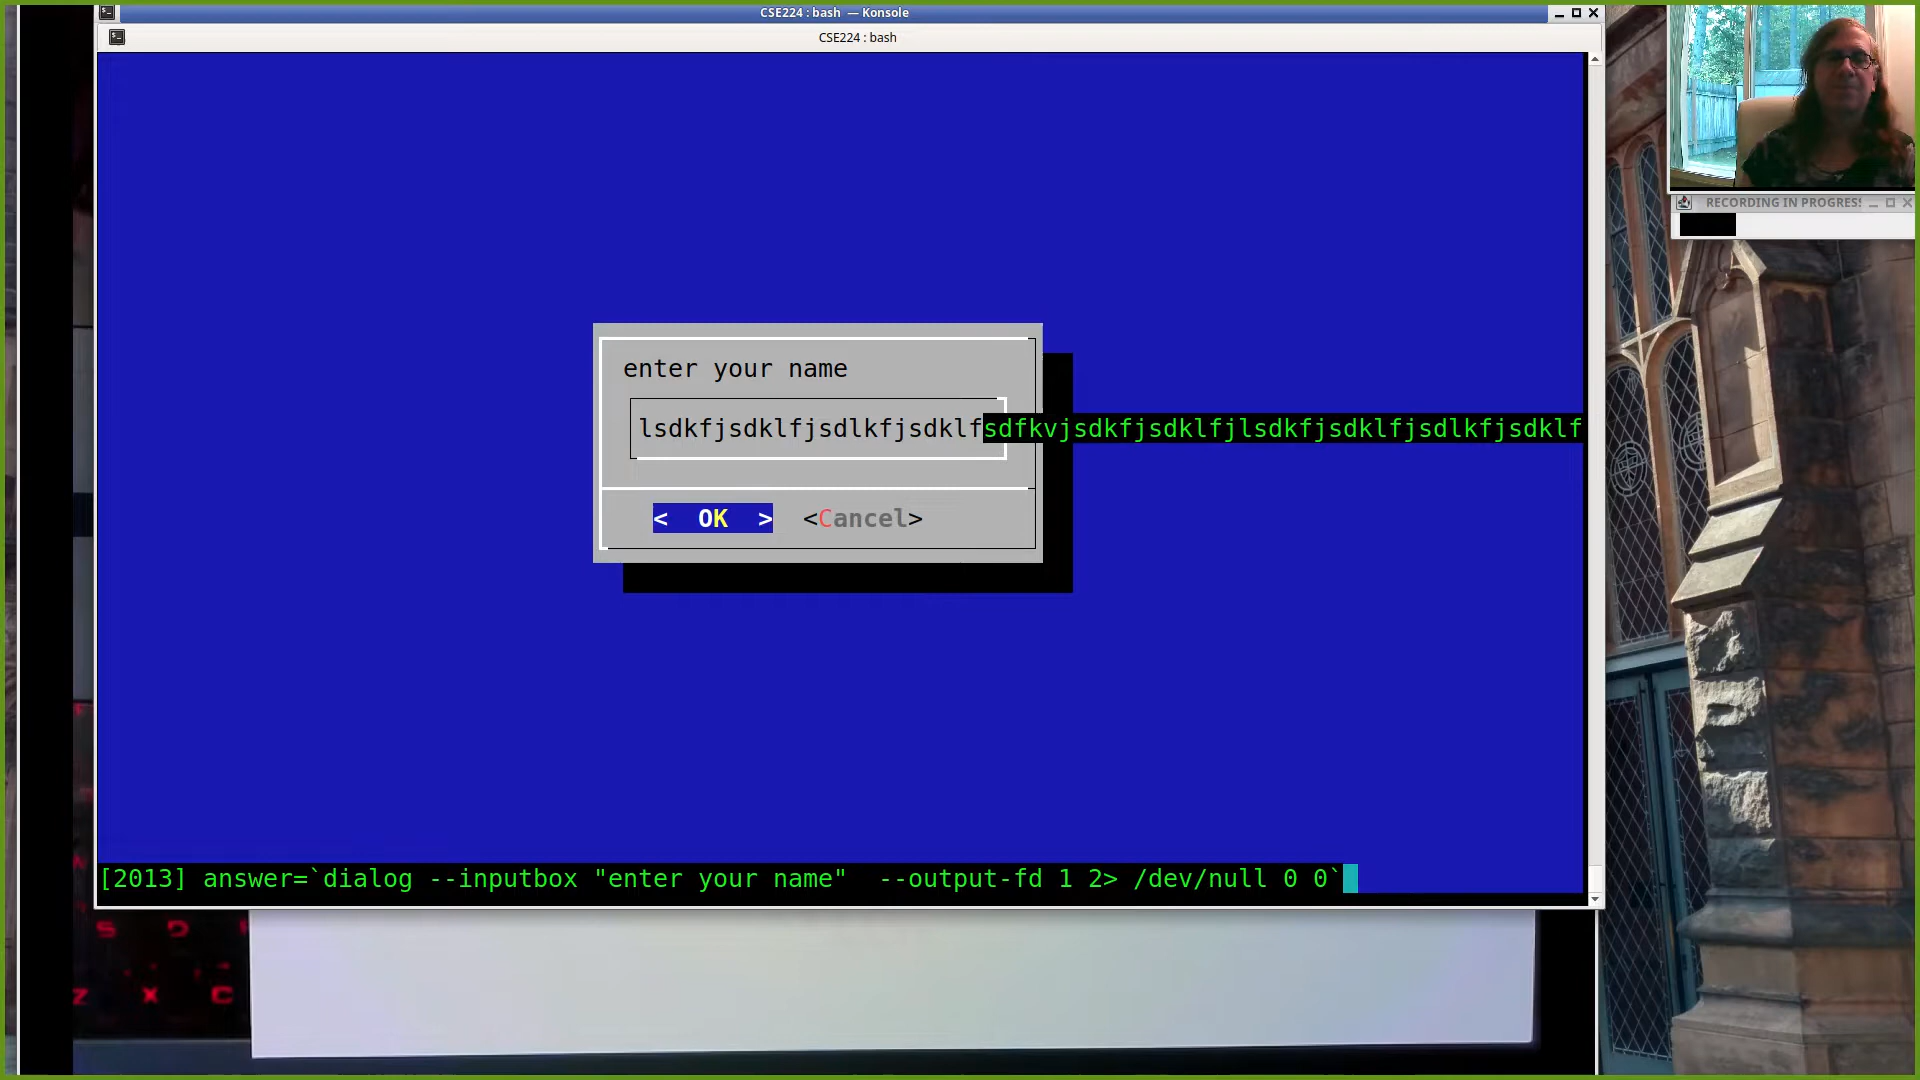 CSE224 : bash — Konsole
CSE224 : bash
RECORDING IN PROGRES
enter your name
lsdkfjsdklfjsdlkfjsdklfsdfkvjsdkfjsdklfjlsdkfjsdklfjsdlkfjsdklf
< OK > <Cancel>
[2013] answer=`dialog --inputbox "enter your name"  --output-fd 1 2> /dev/null 0 0`
S D
Z X C